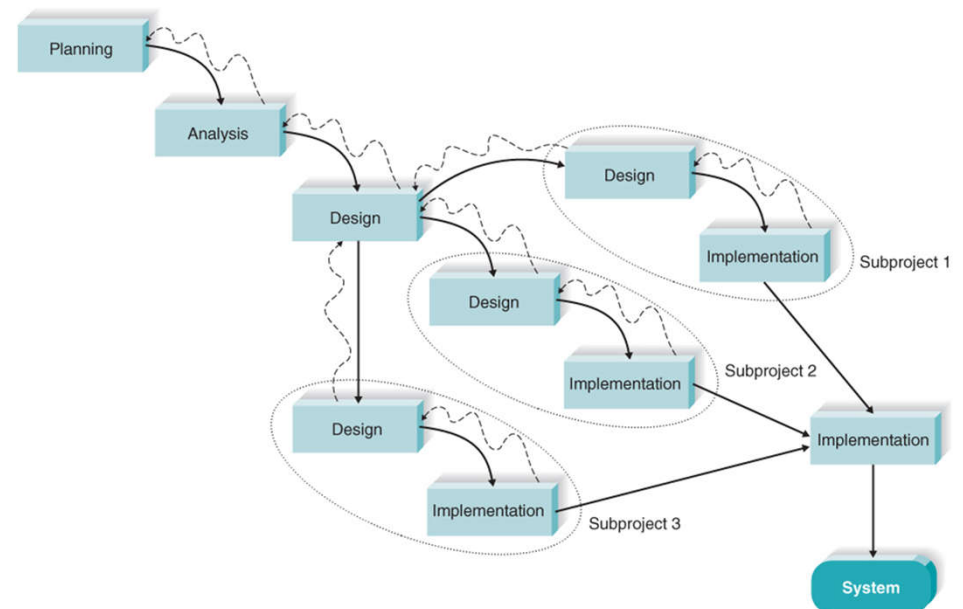 Planning
Analysis
Design
Design
Implementation
Subproject 1
Design
Implementation
Subproject 2
Design
Implementation
Subproject 3
Implementation
System